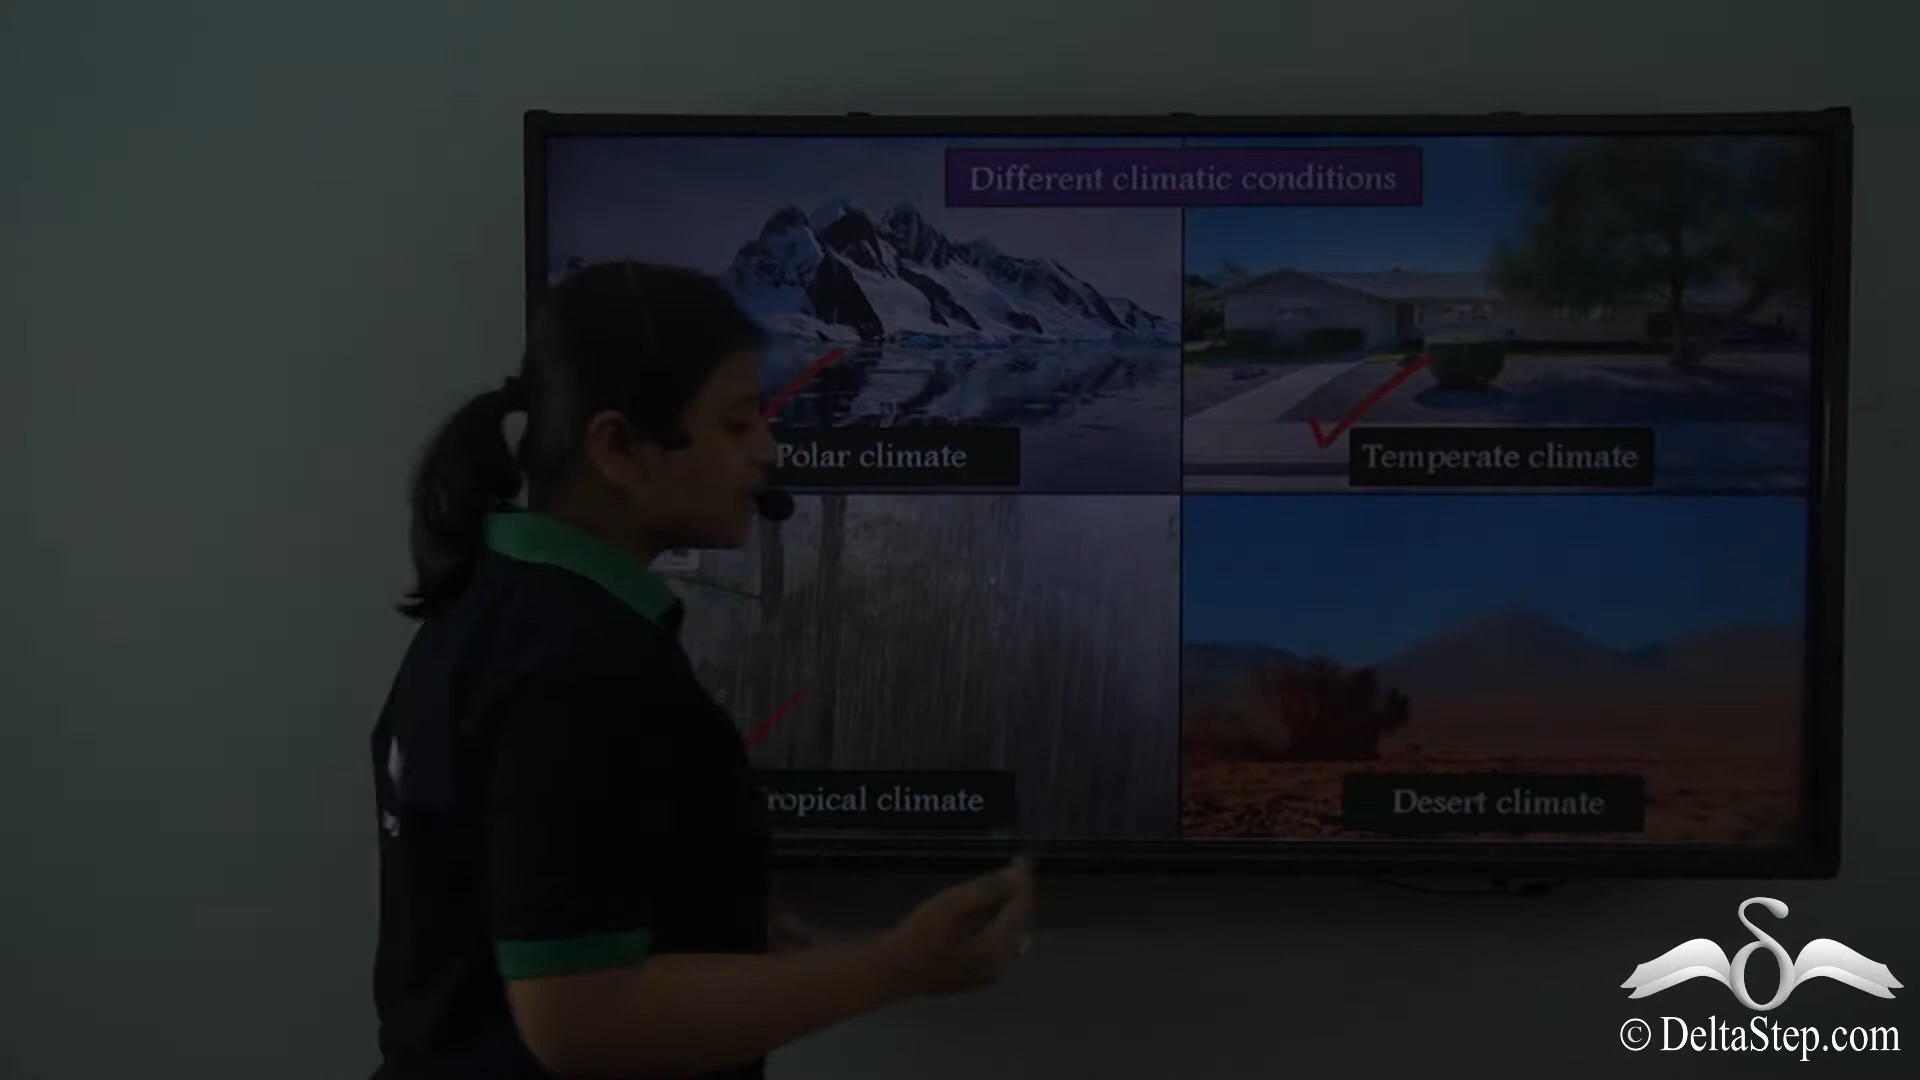 Different climatic conditions
Polar climate
Temperate climate
ropical climate
Desert climate
© DeltaStep.com